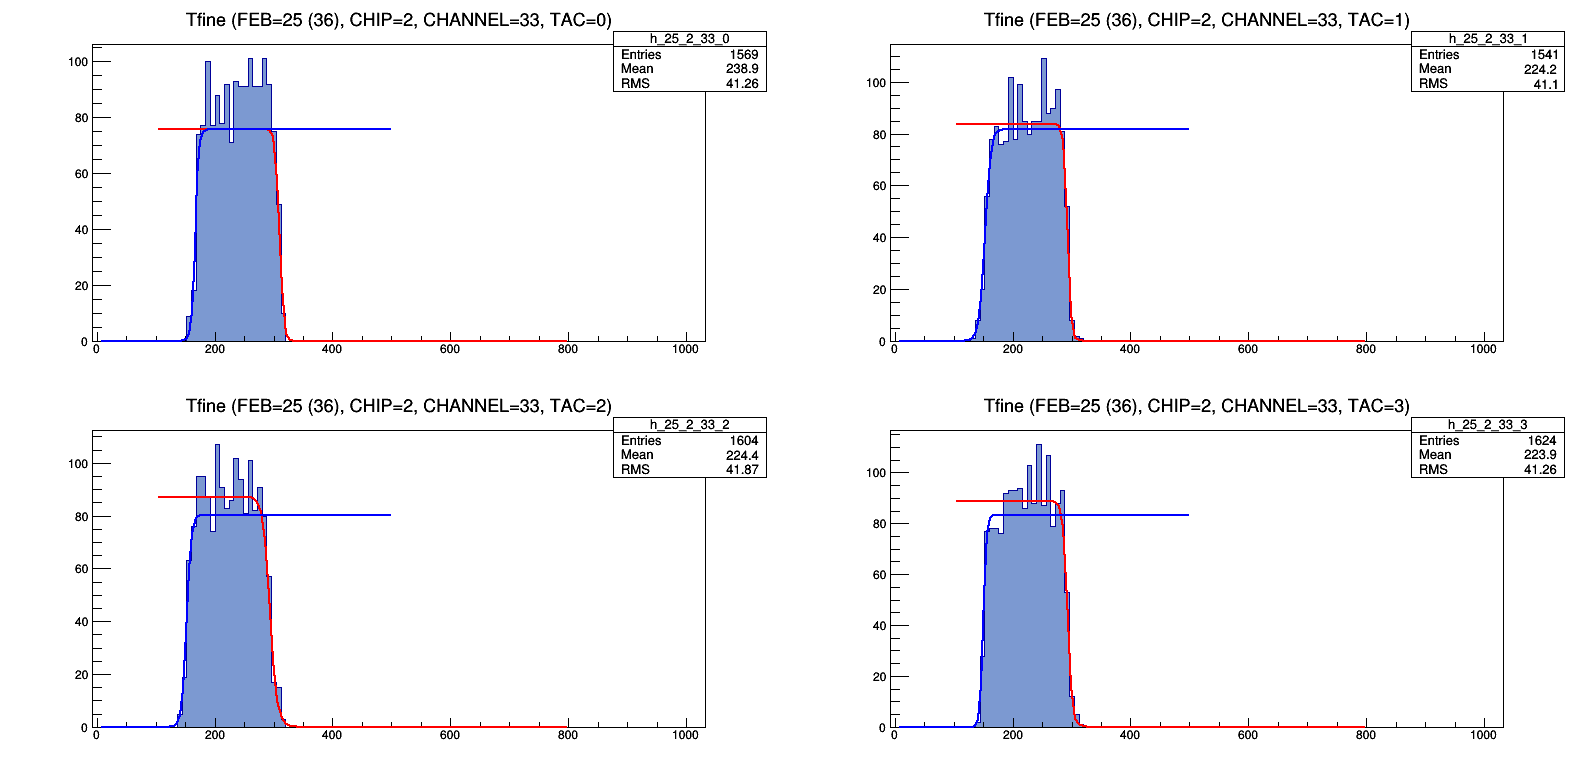 Tfine (FEB=25 (36), CHIP=2, CHANNEL=33, TAC=0)
h_25_2_33_0
Entries 1569
Mean 238.9
RMS 41.26
100
80
60
40
20
0
0 200 400 600 800 1000
Tfine (FEB=25 (36), CHIP=2, CHANNEL=33, TAC=1)
h_25_2_33_1
Entries 1541
Mean 224.2
RMS 41.1
100
80
60
40
20
0
0 200 400 600 800 1000
Tfine (FEB=25 (36), CHIP=2, CHANNEL=33, TAC=2)
h_25_2_33_2
Entries 1604
Mean 224.4
RMS 41.87
100
80
60
40
20
0
0 200 400 600 800 1000
Tfine (FEB=25 (36), CHIP=2, CHANNEL=33, TAC=3)
h_25_2_33_3
Entries 1624
Mean 223.9
RMS 41.26
100
80
60
40
20
0
0 200 400 600 800 1000